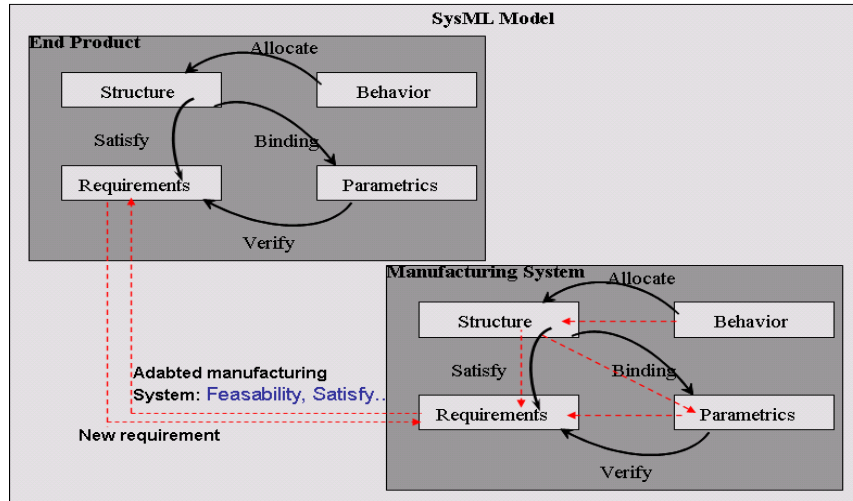 SysML Model
End Product
Allocate
Structure
Behavior
Satisfy
Binding
Requirements
Parametrics
Verify
Manufacturing System
Allocate
Structure
Behavior
Satisfy
Binding
Requirements
Parametrics
Verify
Adabted manufacturing
System: Feasability, Satisfy..
New requirement